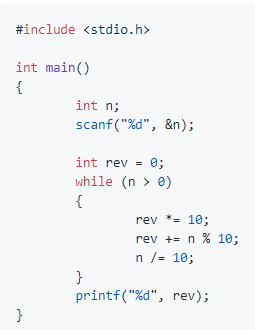 #include <stdio.h>

int main()
{
        int n;
        scanf("%d", &n);

        int rev = 0;
        while (n > 0)
        {
                rev *= 10;
                rev += n % 10;
                n /= 10;
        }
        printf("%d", rev);
}